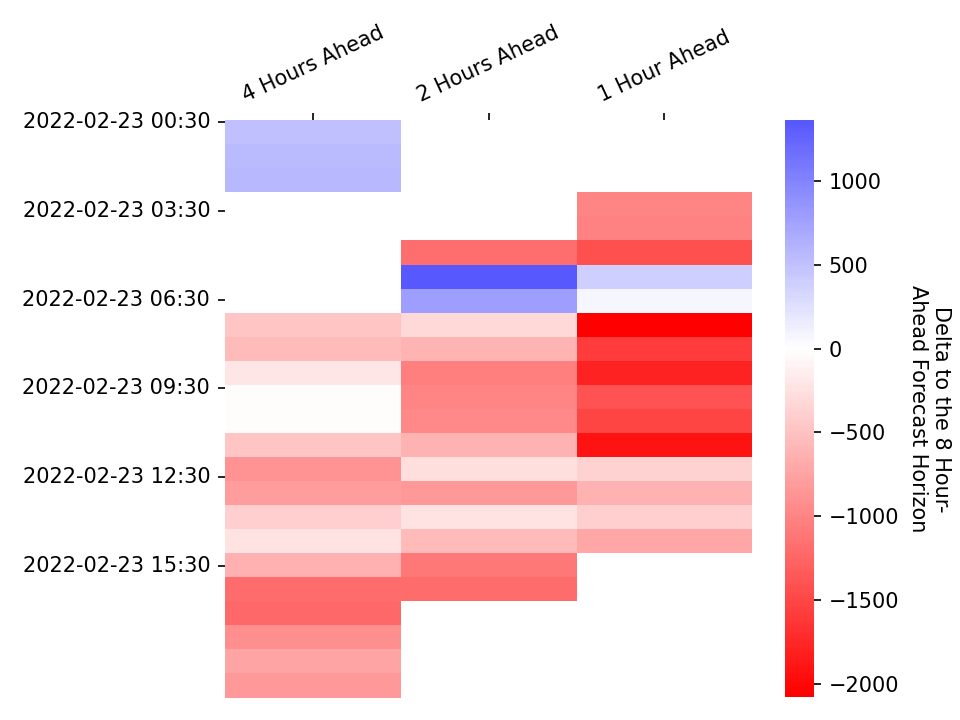 4 Hours Ahead
2 Hours Ahead
1 Hour Ahead
2022-02-23 00:30
2022-02-23 03:30
2022-02-23 06:30
2022-02-23 09:30
2022-02-23 12:30
2022-02-23 15:30
1000
500
0
−500
−1000
−1500
−2000
Delta to the 8 Hour-
Ahead Forecast Horizon